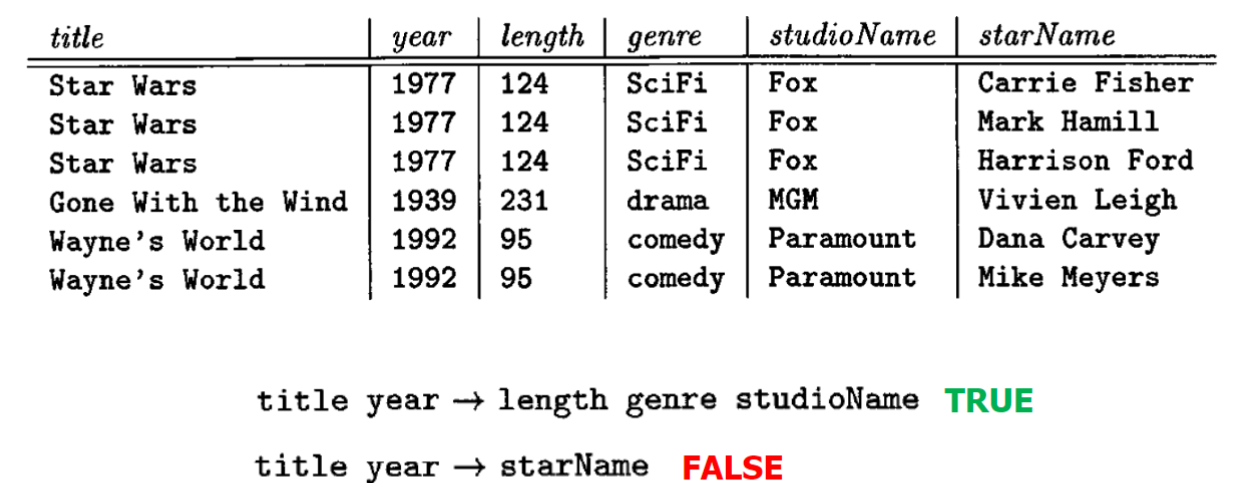 title year length genre studioName starName
Star Wars 1977 124 SciFi Fox Carrie Fisher
Star Wars 1977 124 SciFi Fox Mark Hamill
Star Wars 1977 124 SciFi Fox Harrison Ford
Gone With the Wind 1939 231 drama MGM Vivien Leigh
Wayne's World 1992 95 comedy Paramount Dana Carvey
Wayne's World 1992 95 comedy Paramount Mike Meyers
title year → length genre studioName TRUE
title year → starName FALSE